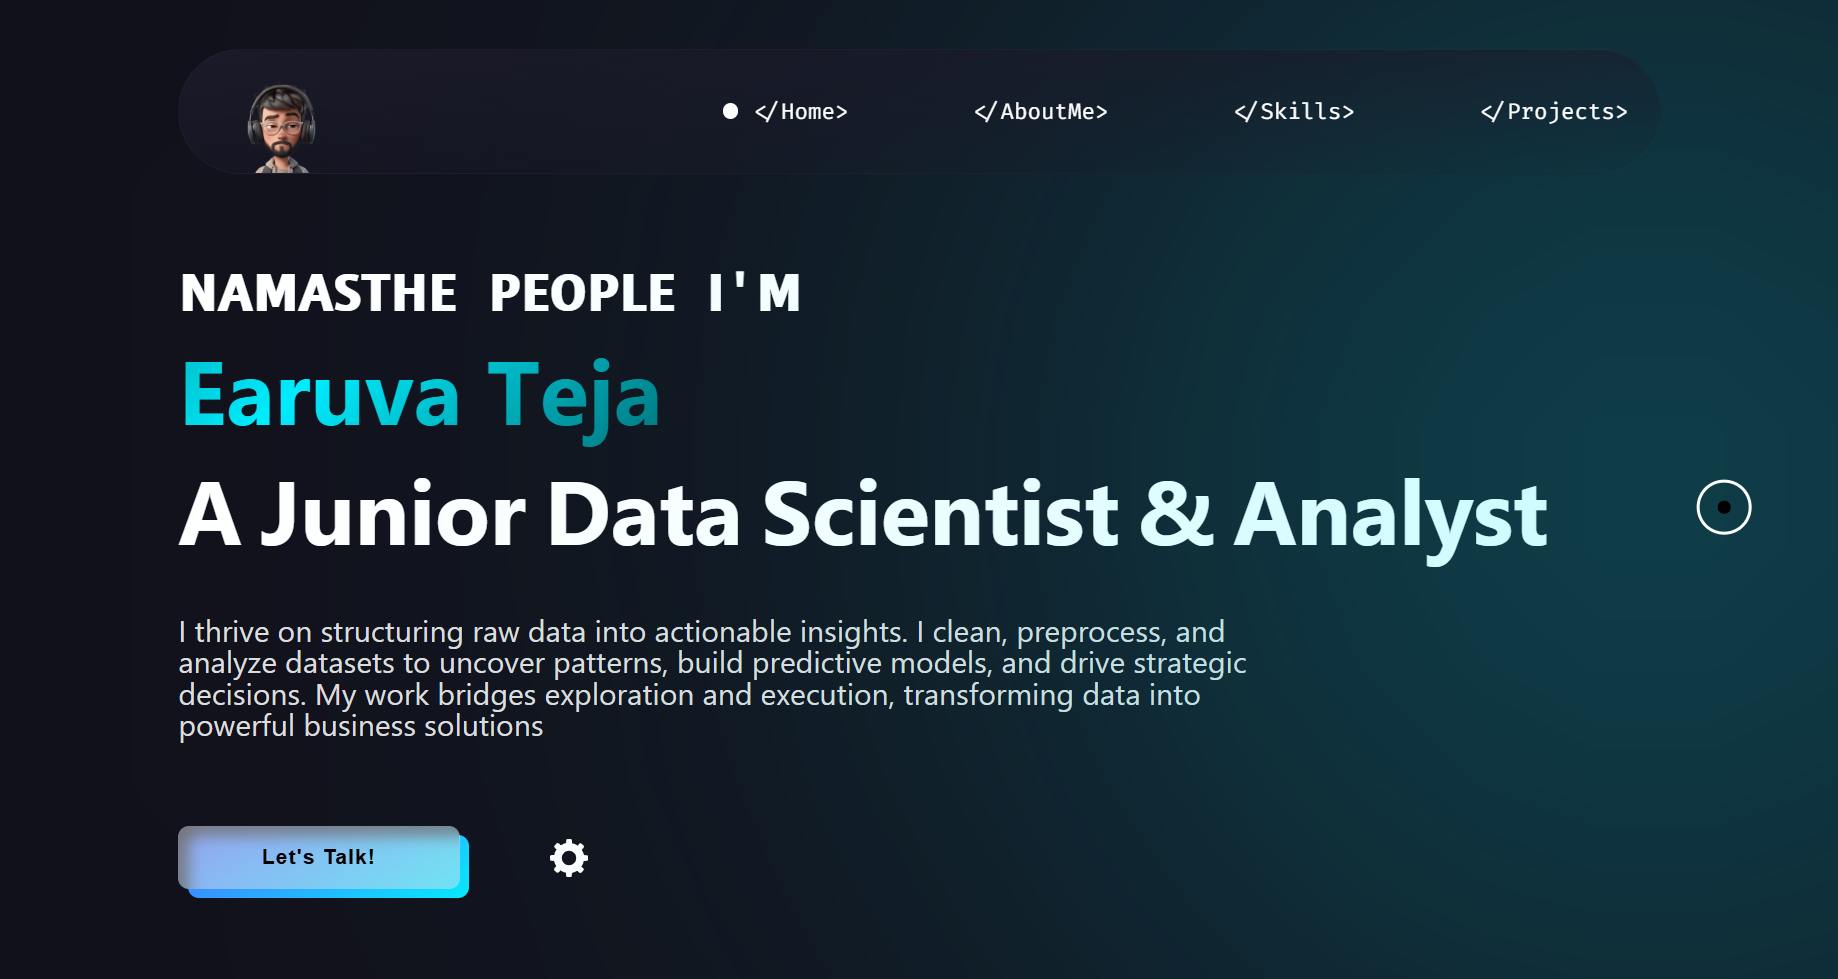 </Home>
</AboutMe>
</Skills>
</Projects>
NAMASTHE PEOPLE I'M
Earuva Teja
A Junior Data Scientist & Analyst
I thrive on structuring raw data into actionable insights. I clean, preprocess, and
analyze datasets to uncover patterns, build predictive models, and drive strategic
decisions. My work bridges exploration and execution, transforming data into
powerful business solutions
Let's Talk!